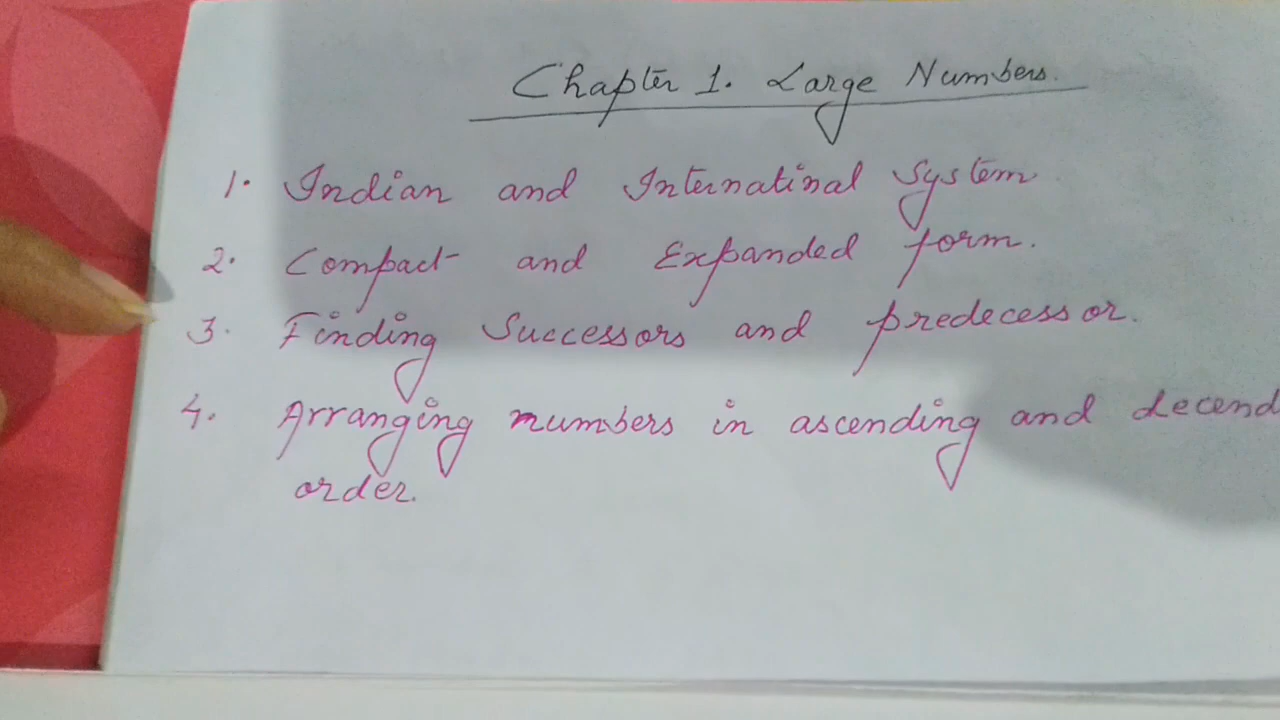 Chapter 1. Large Numbers.
1. Indian and Internatinal System
2. Compact and Expanded form.
3. Finding Successors and predecessor.
4. Arranging numbers in ascending and decend
order.